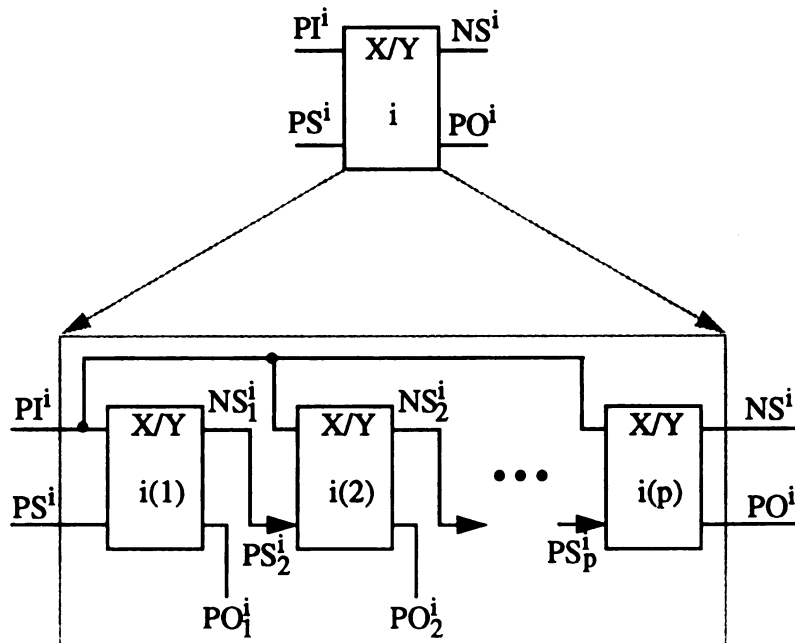 PI^i X/Y NS^i
PS^i i PO^i
PI^i X/Y NS_1^i X/Y NS_2^i X/Y NS^i
PS^i i(1) i(2) ••• i(p) PO^i
PS_2^i PS_p^i
PO_1^i PO_2^i